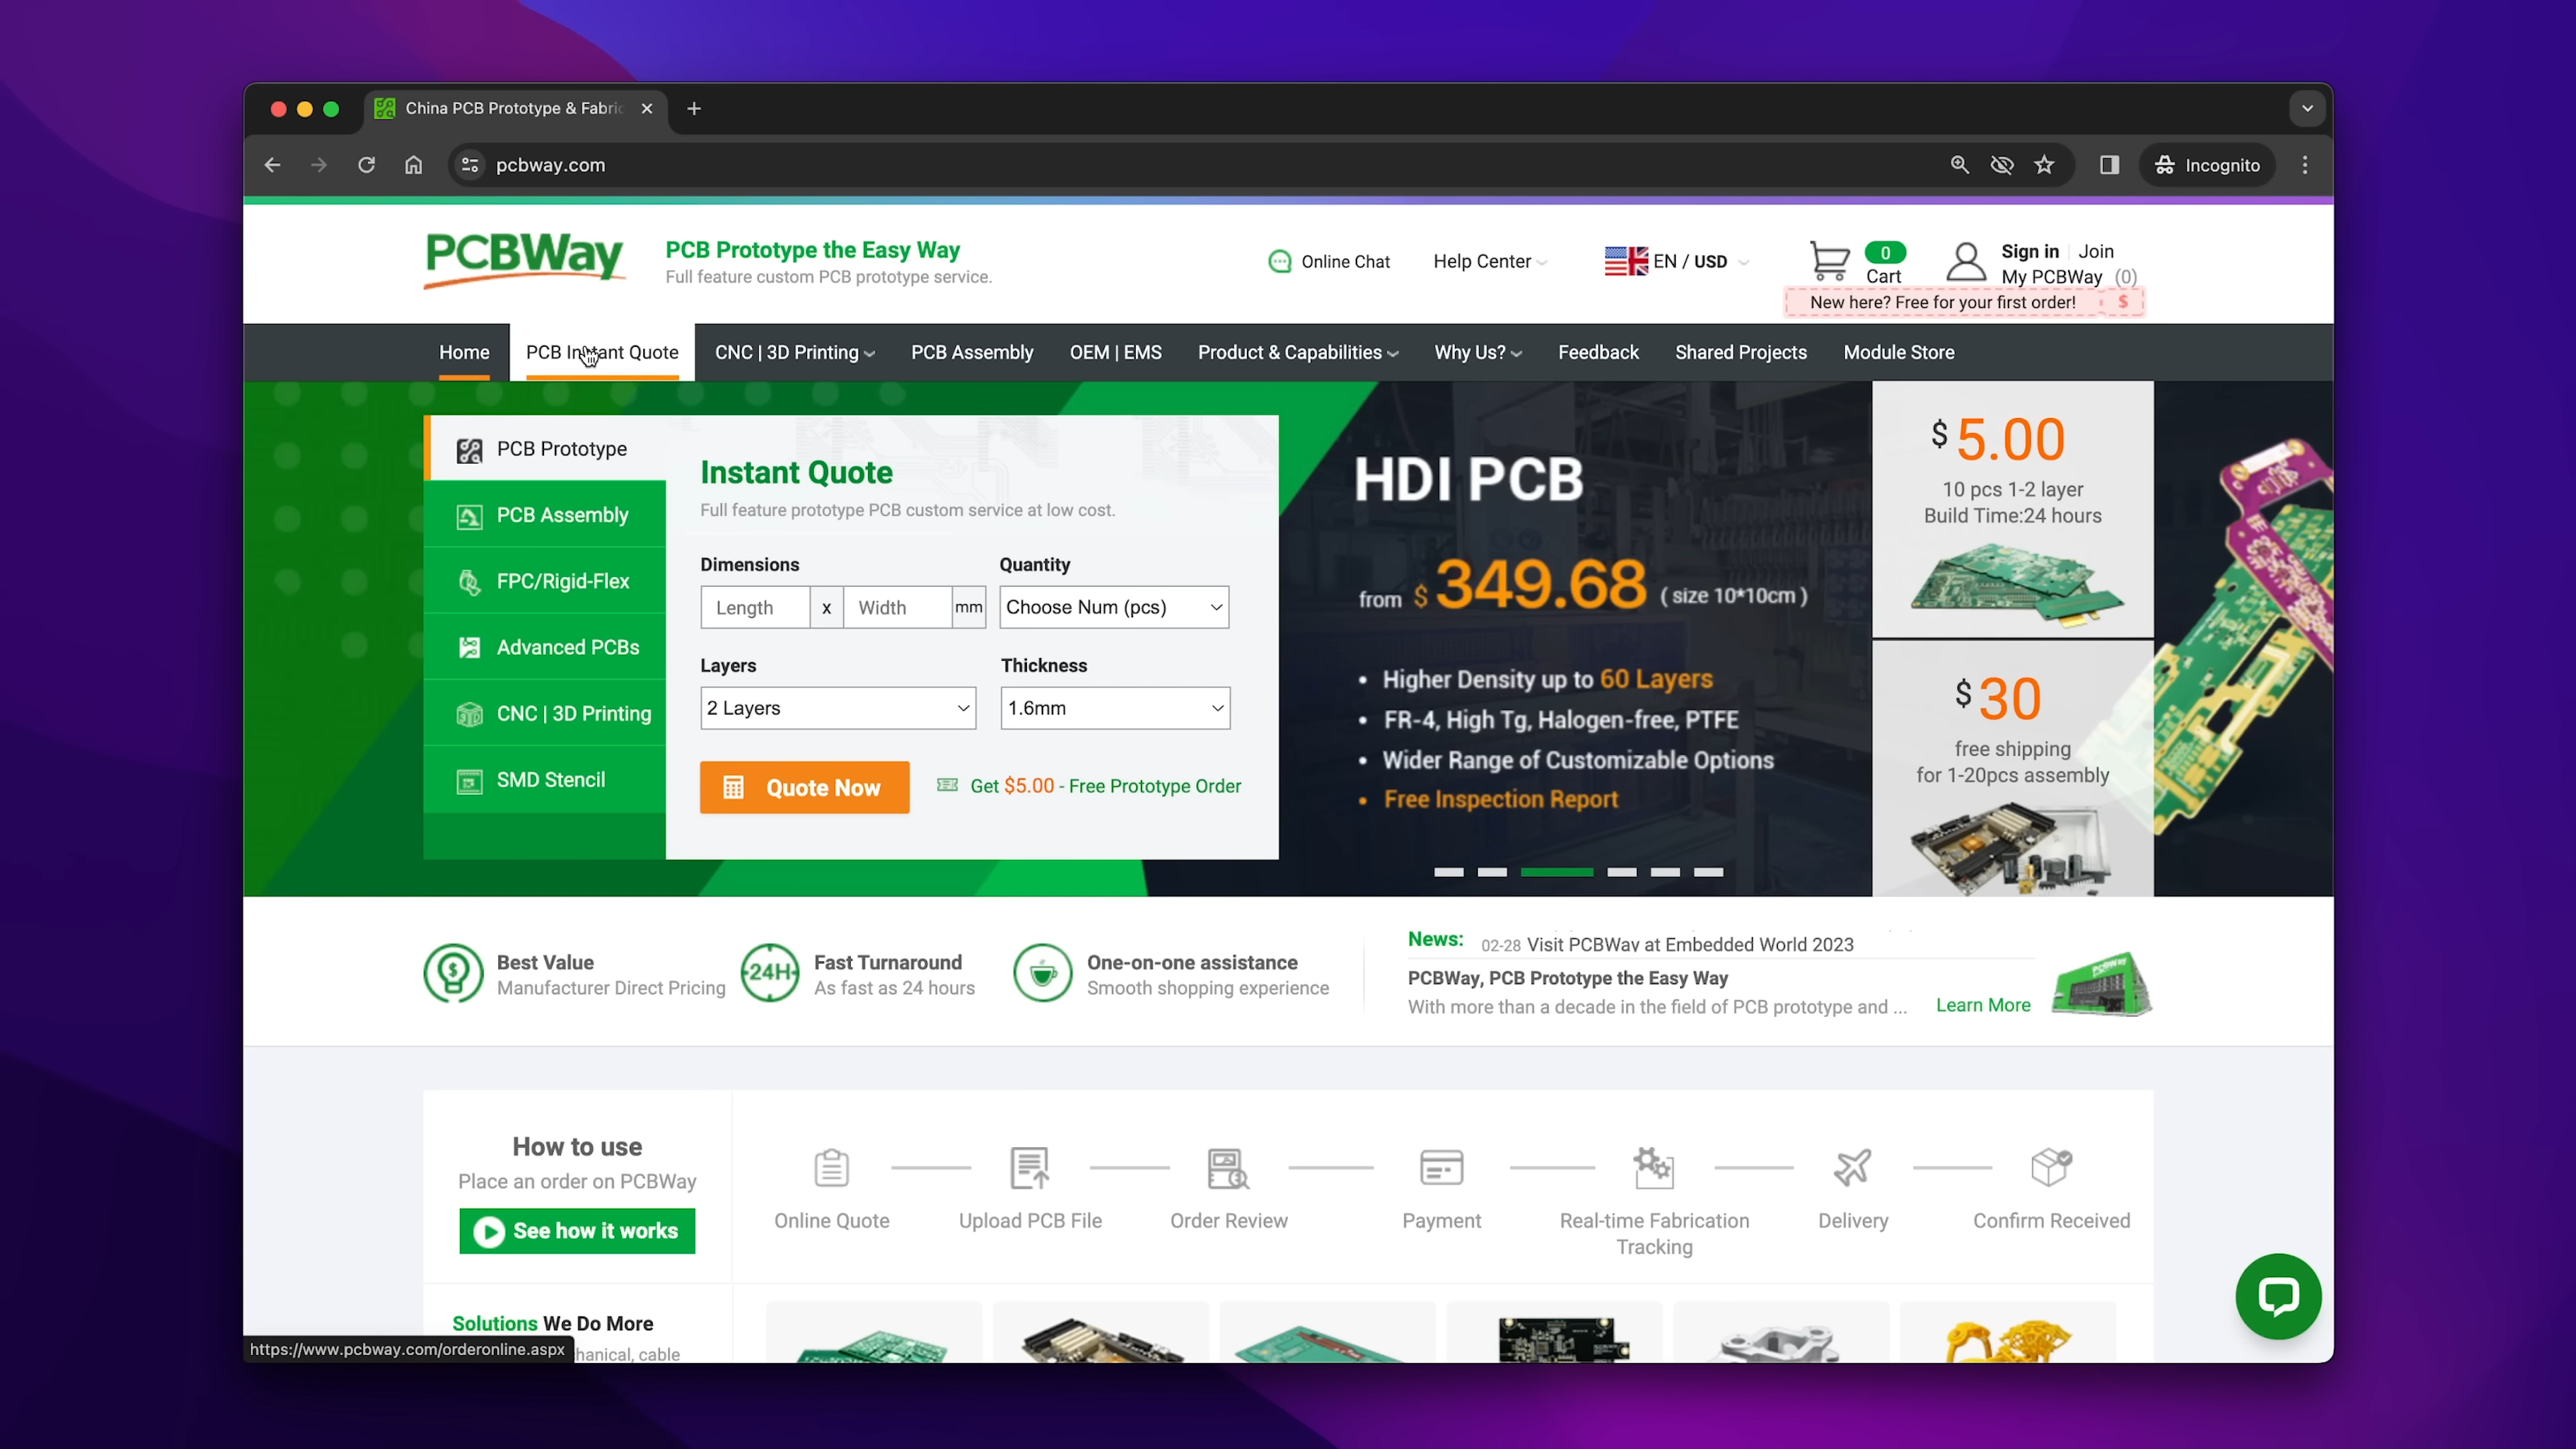 China PCB Prototype & Fabric
pcbway.com
Incognito
PCBWay
PCB Prototype the Easy Way
Full feature custom PCB prototype service.
Online Chat
Help Center
EN / USD
0
Cart
Sign in
Join
My PCBWay (0)
New here? Free for your first order! $
Home
PCB Instant Quote
CNC | 3D Printing
PCB Assembly
OEM | EMS
Product & Capabilities
Why Us?
Feedback
Shared Projects
Module Store
PCB Prototype
PCB Assembly
FPC/Rigid-Flex
Advanced PCBs
CNC | 3D Printing
SMD Stencil
Instant Quote
Full feature prototype PCB custom service at low cost.
Dimensions
Quantity
Length x Width mm
Choose Num (pcs)
Layers
Thickness
2 Layers
1.6mm
Quote Now
Get $5.00 - Free Prototype Order
HDI PCB
from $ 349.68 ( size 10*10cm )
• Higher Density up to 60 Layers
• FR-4, High Tg, Halogen-free, PTFE
• Wider Range of Customizable Options
• Free Inspection Report
$ 5.00
10 pcs 1-2 layer
Build Time:24 hours
$ 30
free shipping
for 1-20pcs assembly
Best Value
Manufacturer Direct Pricing
24H
Fast Turnaround
As fast as 24 hours
One-on-one assistance
Smooth shopping experience
News:
02-28 Visit PCBWay at Embedded World 2023
PCBWay, PCB Prototype the Easy Way
With more than a decade in the field of PCB prototype and ...
Learn More
How to use
Place an order on PCBWay
See how it works
Online Quote
Upload PCB File
Order Review
Payment
Real-time Fabrication
Tracking
Delivery
Confirm Received
Solutions We Do More
hanical, cable
https://www.pcbway.com/orderonline.aspx